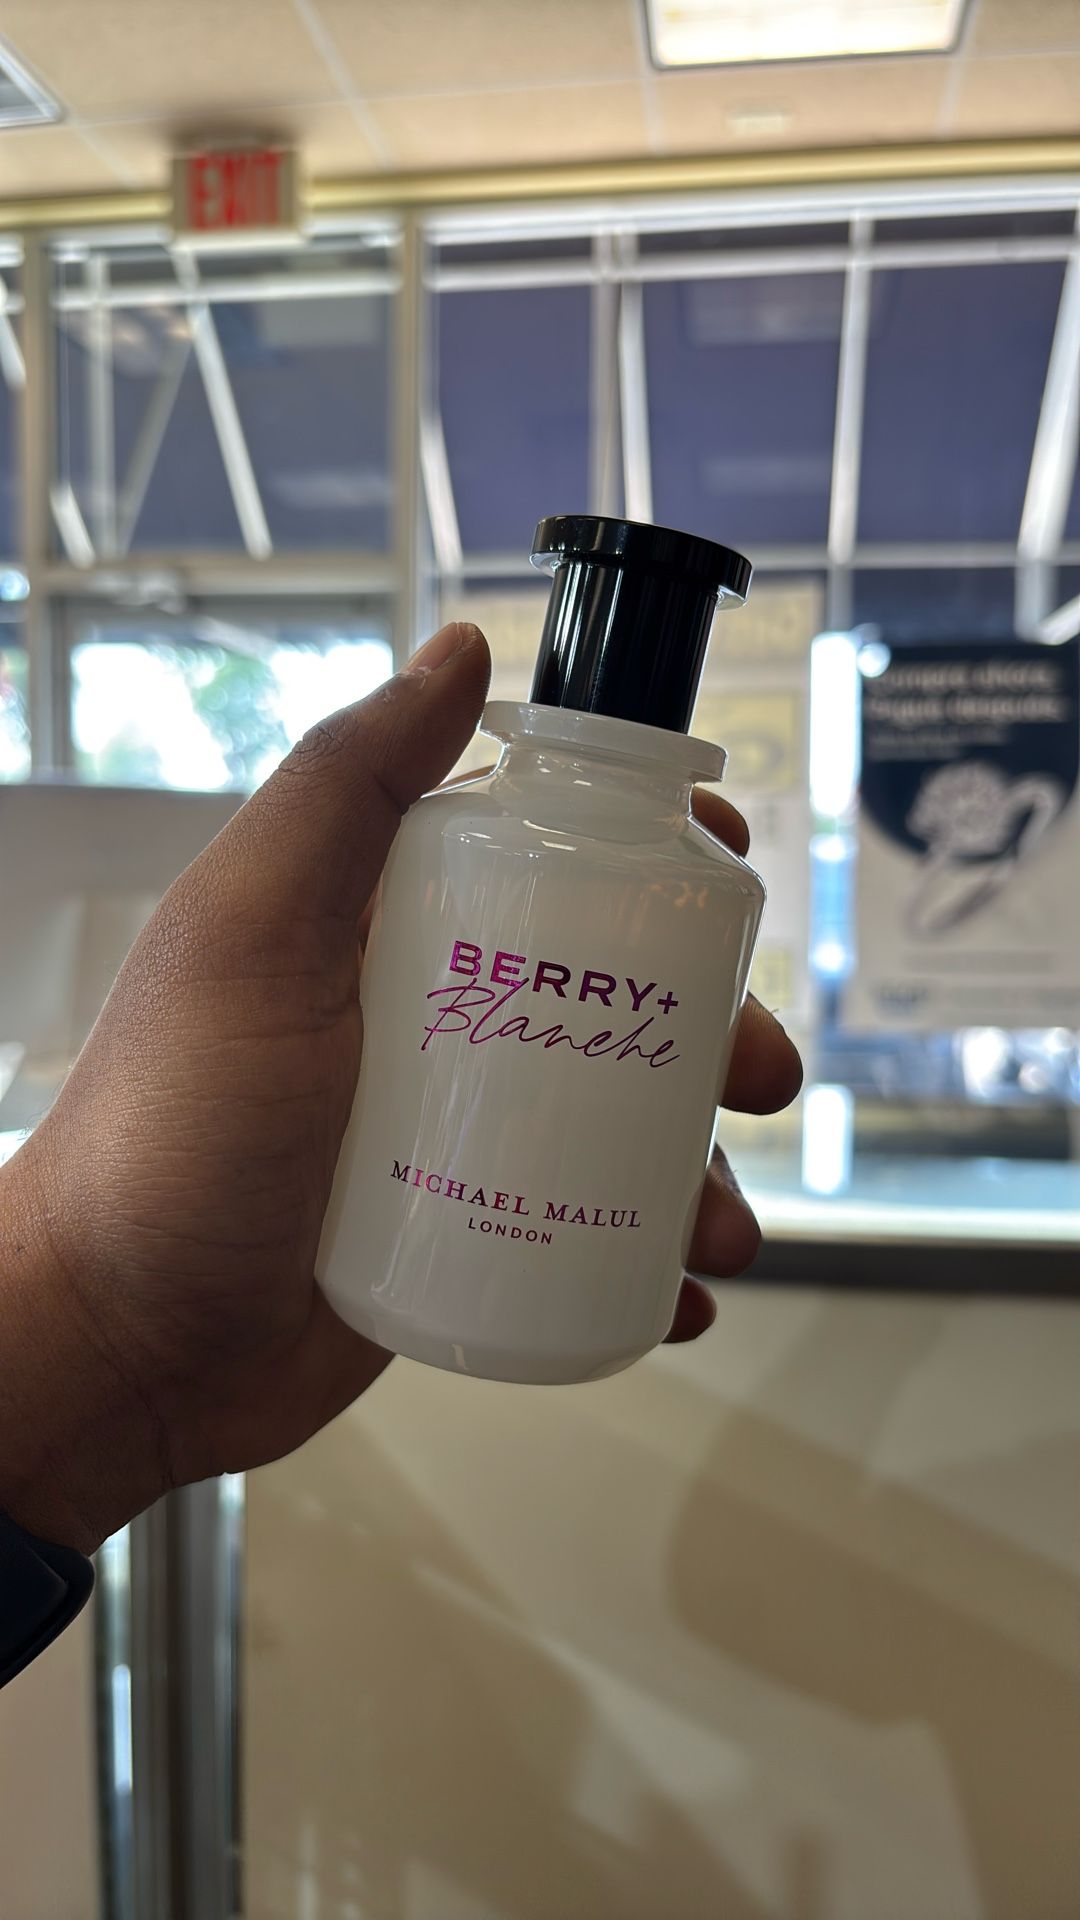 EXIT
BERRY+
Blanche
MICHAEL MALUL
LONDON